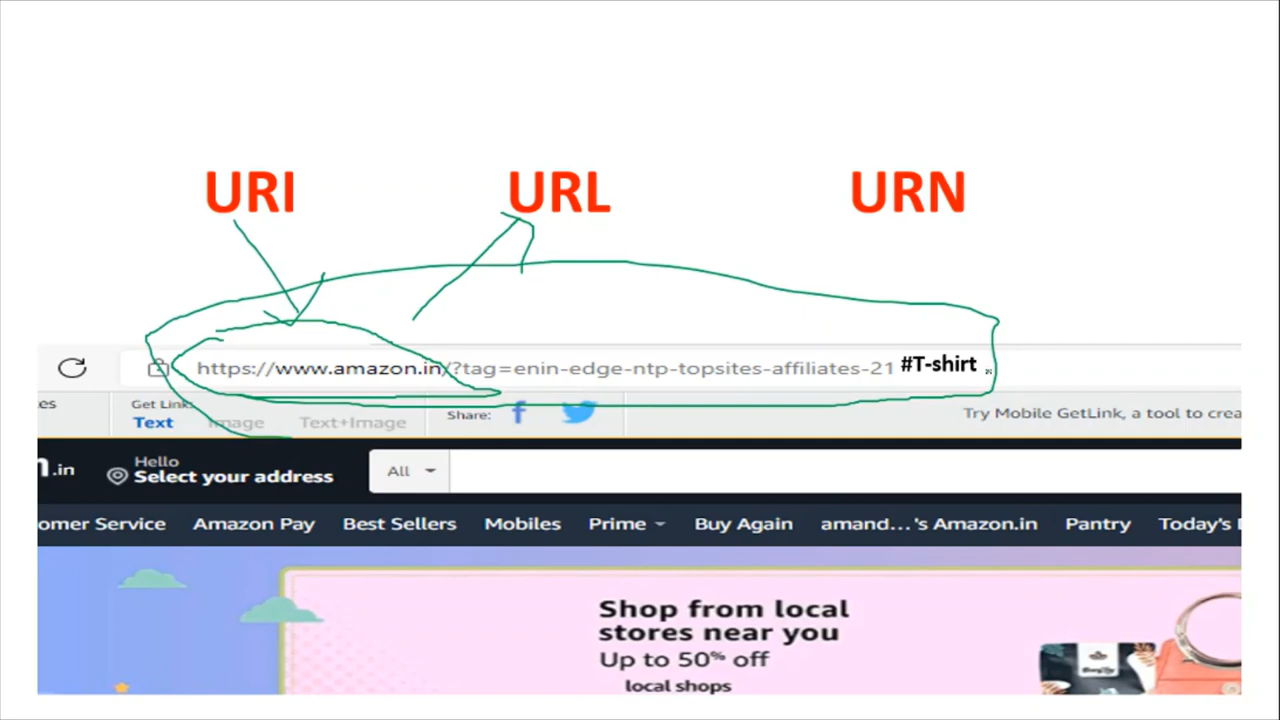 URI URL URN
https://www.amazon.in/?tag=enin-edge-ntp-topsites-affiliates-21 #T-shirt
es Get Link Share: Try Mobile GetLink, a tool to crea
Text Image Text+Image
.in Hello All
Select your address
omer Service Amazon Pay Best Sellers Mobiles Prime Buy Again amand...'s Amazon.in Pantry Today's
Shop from local
stores near you
Up to 50% off
local shops